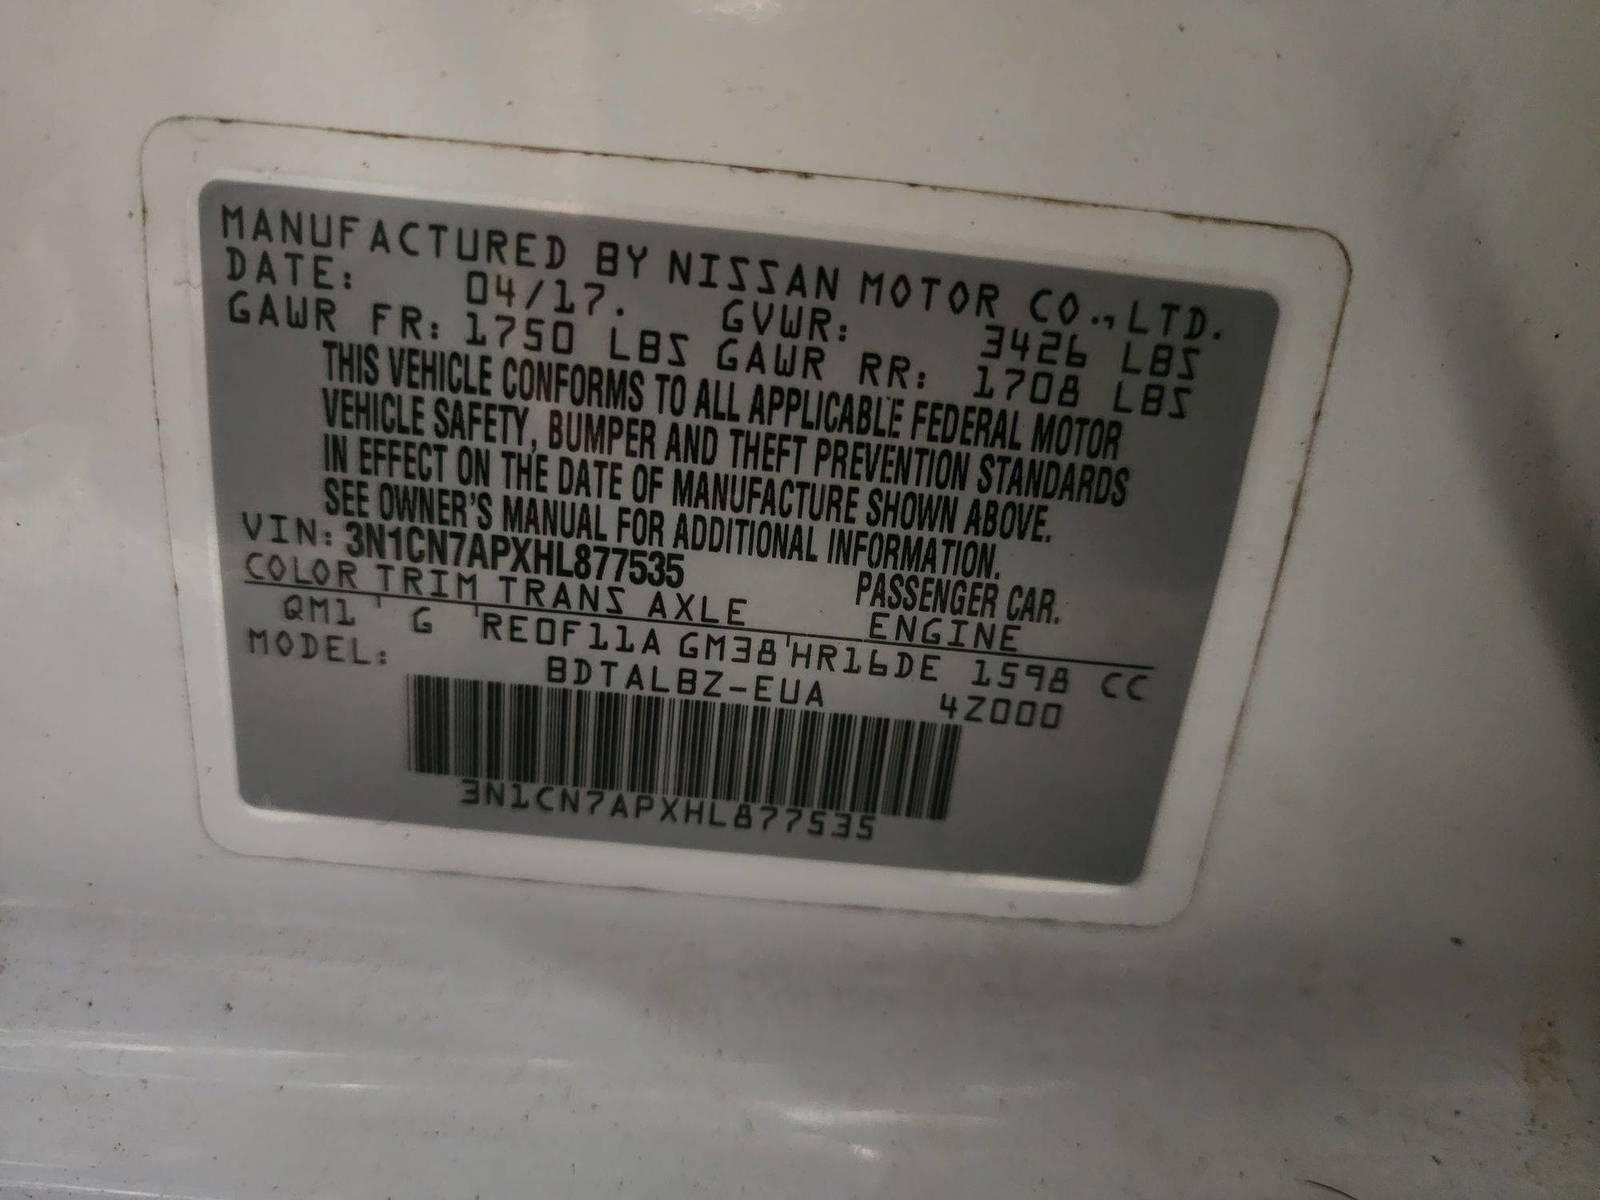 MANUFACTURED BY NISSAN MOTOR CO., LTD.
DATE: 04/17. GVWR: 3426 LBS
GAWR FR: 1750 LBS GAWR RR: 1708 LBS
THIS VEHICLE CONFORMS TO ALL APPLICABLE FEDERAL MOTOR
VEHICLE SAFETY, BUMPER AND THEFT PREVENTION STANDARDS
IN EFFECT ON THE DATE OF MANUFACTURE SHOWN ABOVE.
SEE OWNER'S MANUAL FOR ADDITIONAL INFORMATION.
VIN: 3N1CN7APXHL877535 PASSENGER CAR.
COLOR TRIM TRANS AXLE ENGINE
QM1 G RE0F11A GM38 HR16DE 1598 CC
MODEL: BDTALBZ-EUA 4Z000
3N1CN7APXHL877535